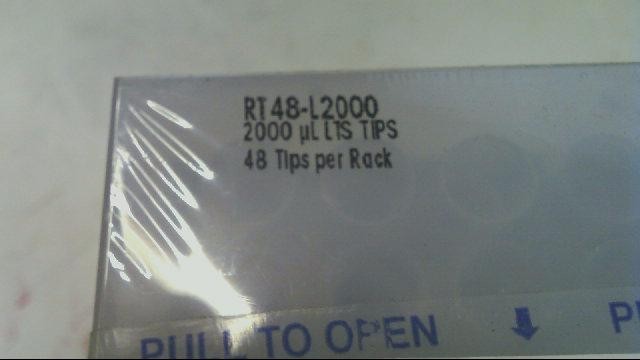 RT48-L2000
2000 µL LTS TIPS
48 Tips per Rack
PULL TO OPEN